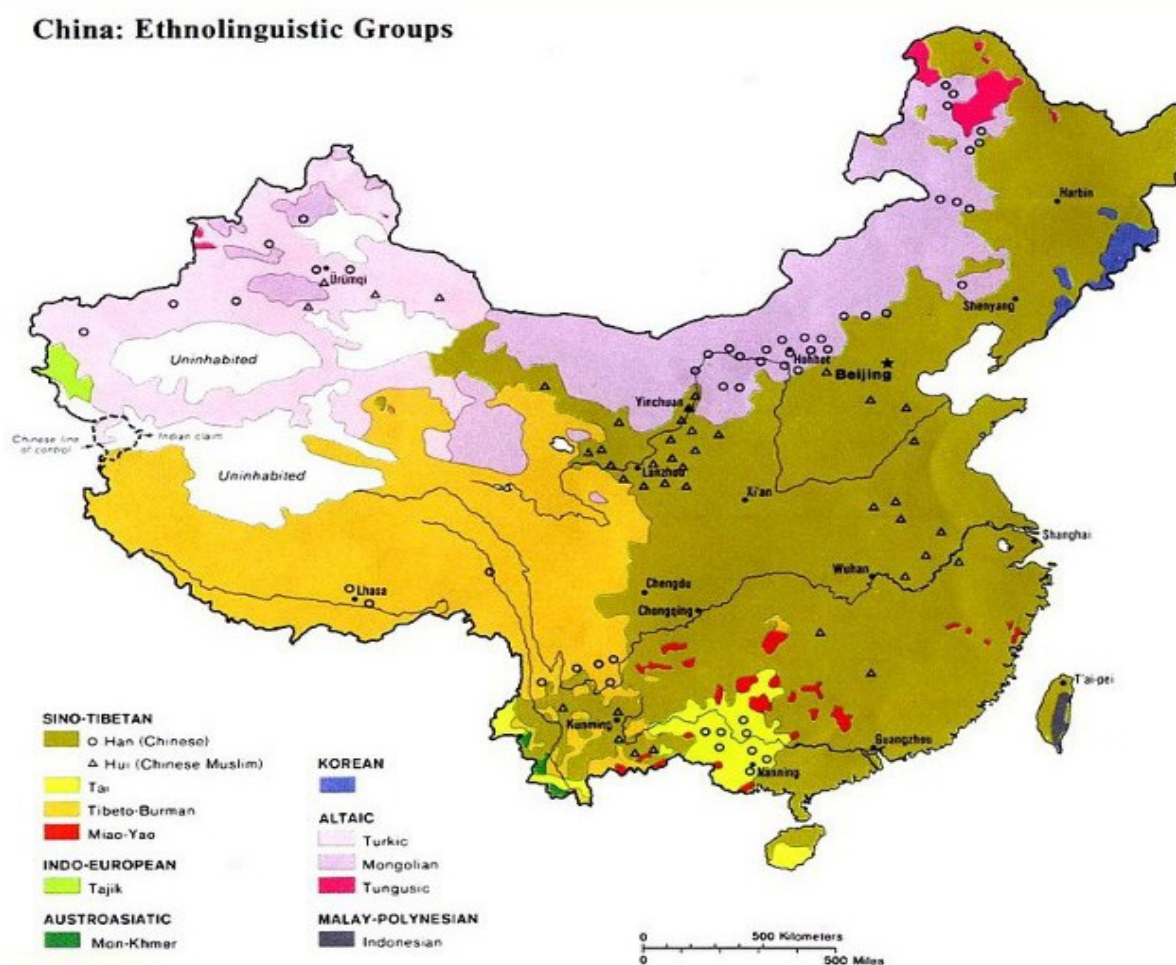 China: Ethnolinguistic Groups
Harbin
Ürümqi
Shenyang
Uninhabited
Hohhot
Beijing
Yinchuan
Chinese line
of control
Indian claim
Uninhabited
Lanzhou
Xi'an
Shanghai
Wuhan
Chengdu
Lhasa
Chongqing
T'ai-pei
Kunming
Guangzhou
Nanning
SINO-TIBETAN
Han (Chinese)
Hui (Chinese Muslim)
Tai
Tibeto-Burman
Miao-Yao
INDO-EUROPEAN
Tajik
AUSTROASIATIC
Mon-Khmer
KOREAN
ALTAIC
Turkic
Mongolian
Tungusic
MALAY-POLYNESIAN
Indonesian
0 500 Kilometers
0 500 Miles